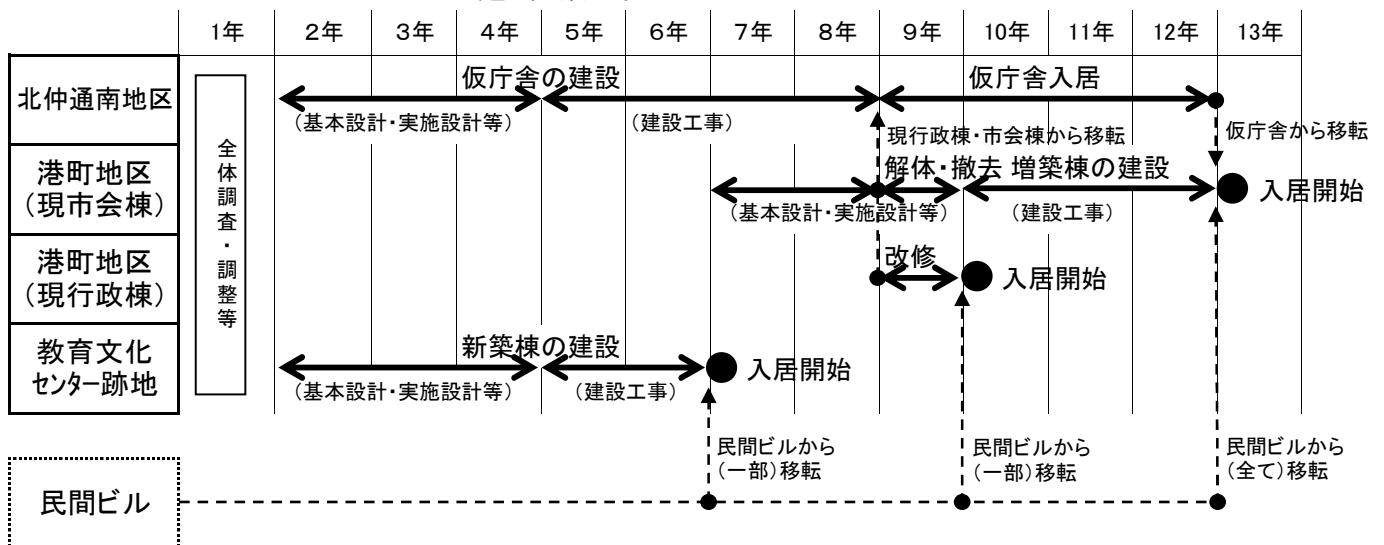 1年 2年 3年 4年 5年 6年 7年 8年 9年 10年 11年 12年 13年
北仲通南地区
仮庁舎の建設
仮庁舎入居
(基本設計・実施設計等)
(建設工事)
現行政棟・市会棟から移転
仮庁舎から移転
全体調査・調整等
港町地区
(現市会棟)
解体・撤去 増築棟の建設
入居開始
(基本設計・実施設計等)
(建設工事)
港町地区
(現行政棟)
改修
入居開始
教育文化
センター跡地
新築棟の建設
入居開始
(基本設計・実施設計等)
(建設工事)
民間ビルから
(一部)移転
民間ビルから
(一部)移転
民間ビルから
(全て)移転
民間ビル